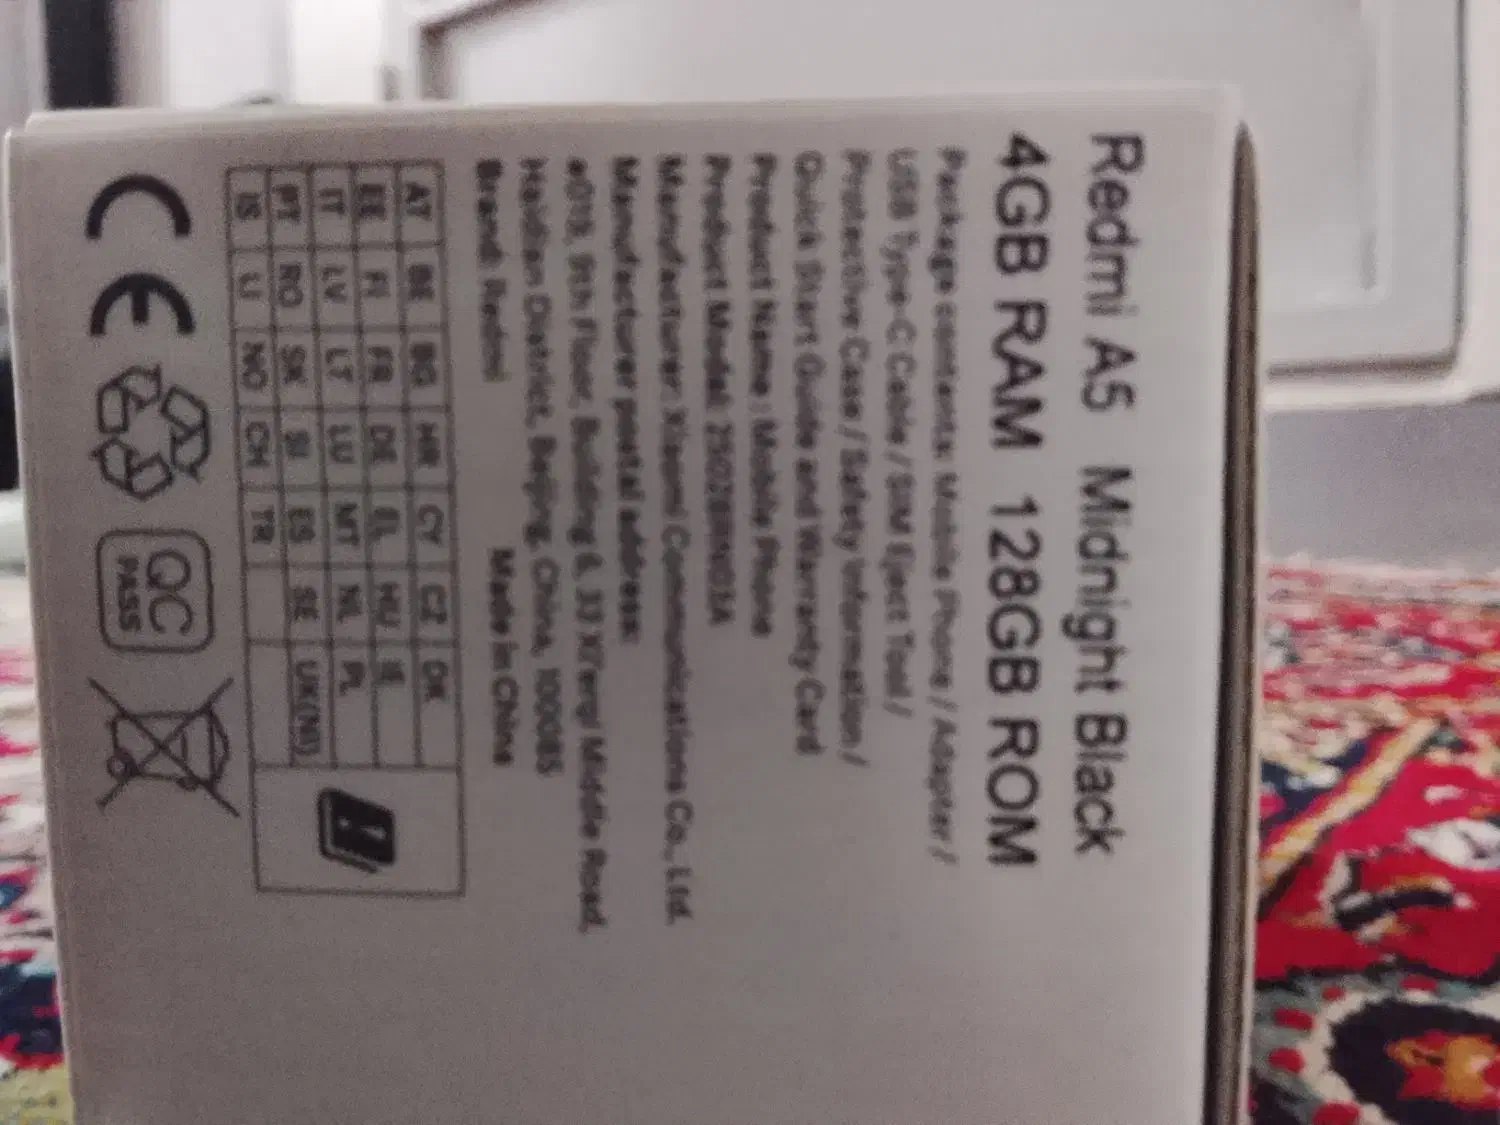 Redmi A5 Midnight Black
4GB RAM 128GB ROM
Package contents: Mobile Phone / Adapter /
USB Type-C Cable / SIM Eject Tool /
Protective Case / Safety Information /
Quick Start Guide and Warranty Card
Product Name : Mobile Phone
Product Model: 25028RN03A
Manufacturer: Xiaomi Communications Co., Ltd.
Manufacturer postal address:
#019, 9th Floor, Building 6, 33 Xi'erqi Middle Road,
Haidian District, Beijing, China, 100085
Brand: Redmi Made in China
AT BE BG HR CY CZ DK
EE FI FR DE EL HU IE
IT LV LT LU MT NL PL
PT RO SK SI ES SE UK(NI)
IS LI NO CH TR
CE
QC
PASS